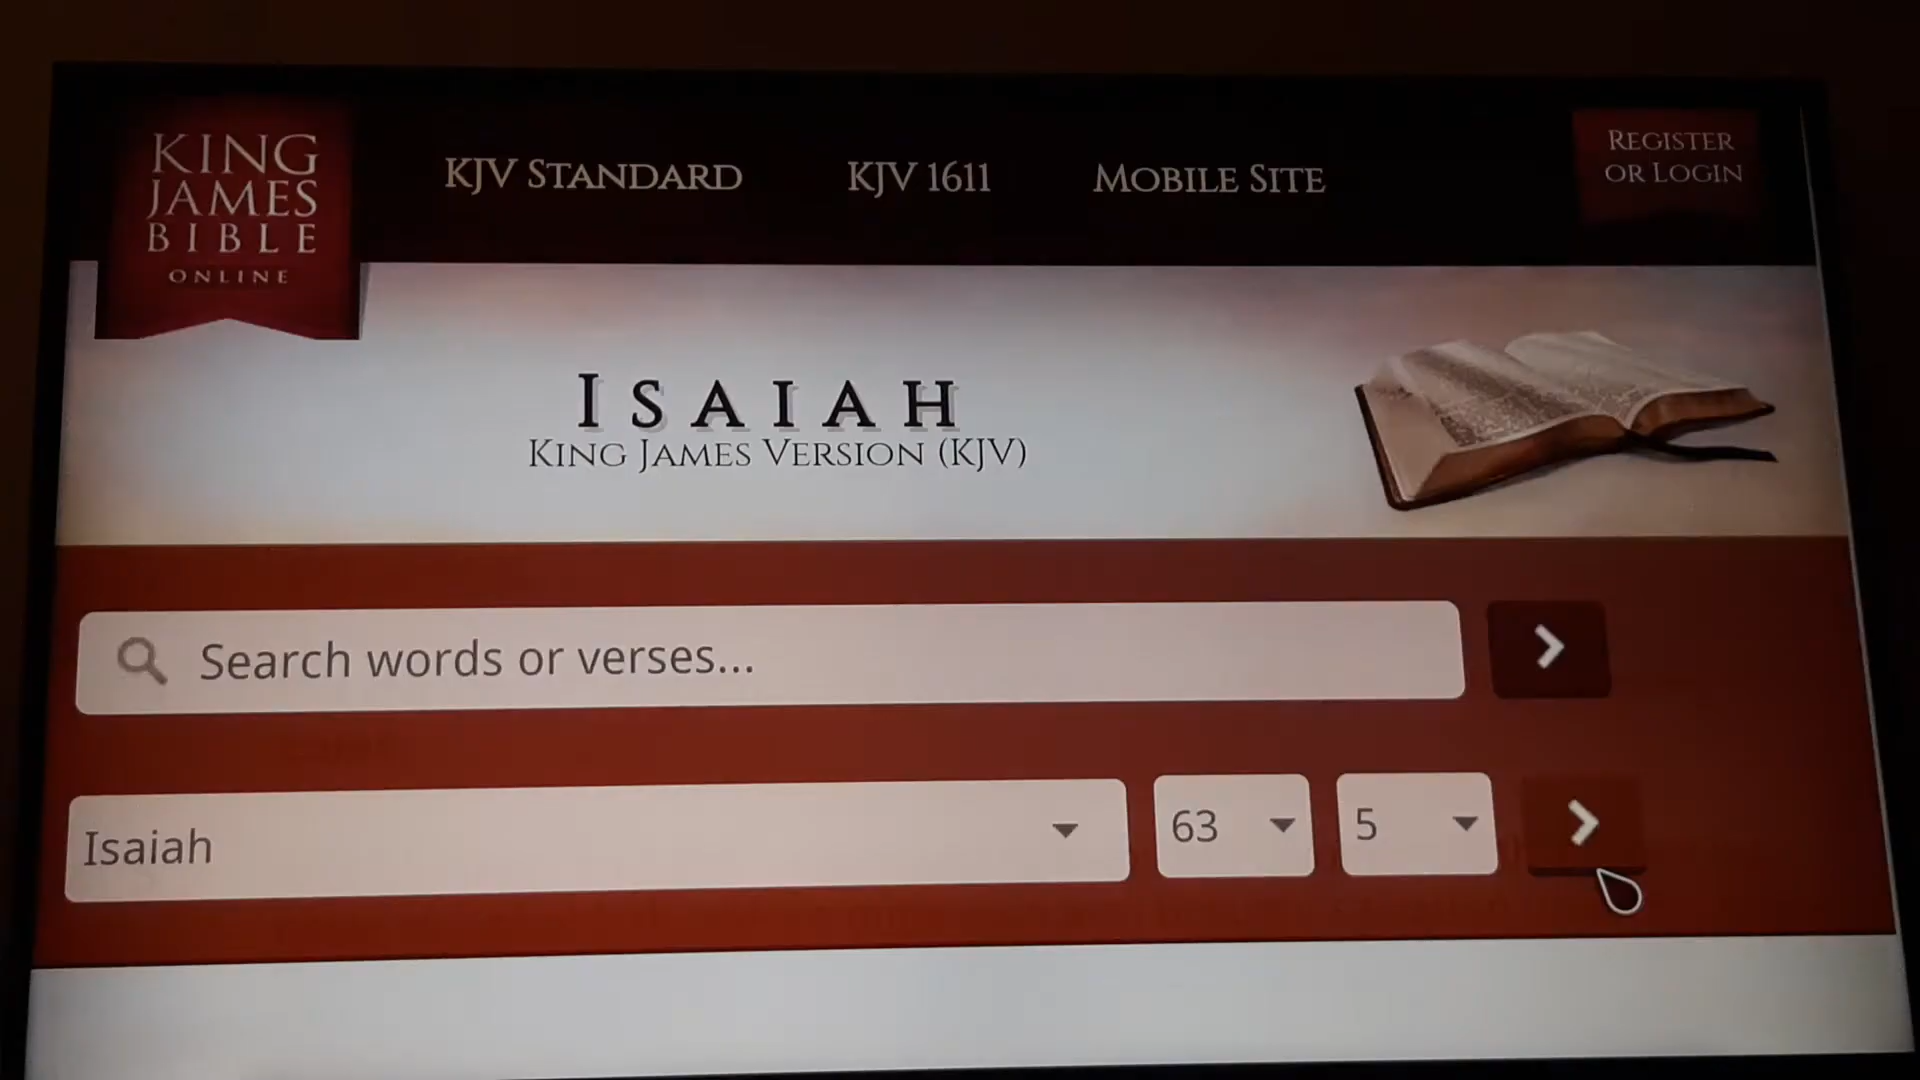 KING
JAMES
BIBLE
ONLINE
KJV STANDARD
KJV 1611
MOBILE SITE
REGISTER
OR LOGIN
ISAIAH
KING JAMES VERSION (KJV)
Search words or verses...
Isaiah
63
5